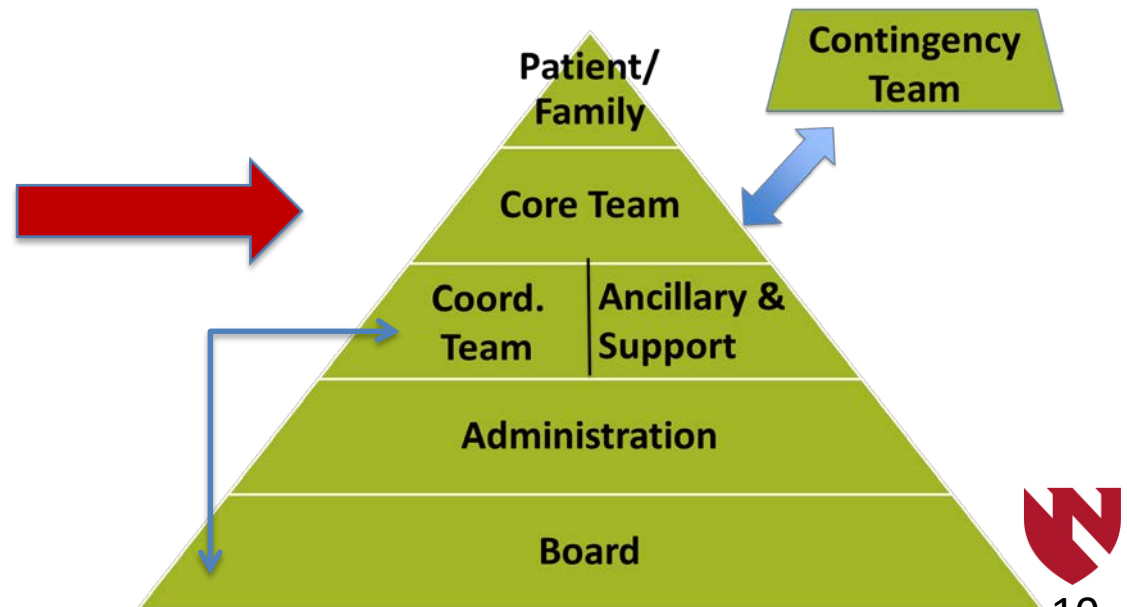 Patient/
Family
Contingency
Team
Core Team
Coord.
Team
Ancillary &
Support
Administration
Board
N